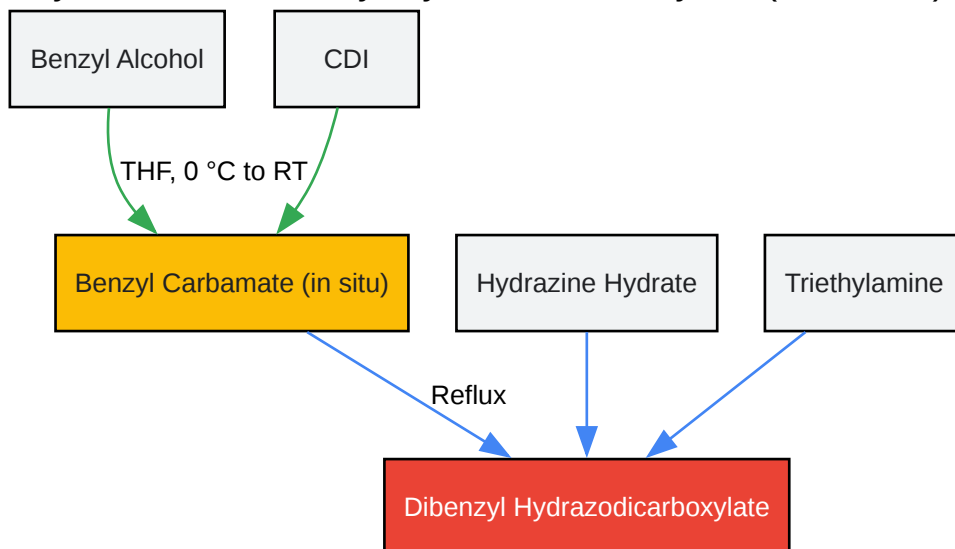 Benzyl Alcohol
CDI
THF, 0 °C to RT
Benzyl Carbamate (in situ)
Hydrazine Hydrate
Triethylamine
Reflux
Dibenzyl Hydrazodicarboxylate